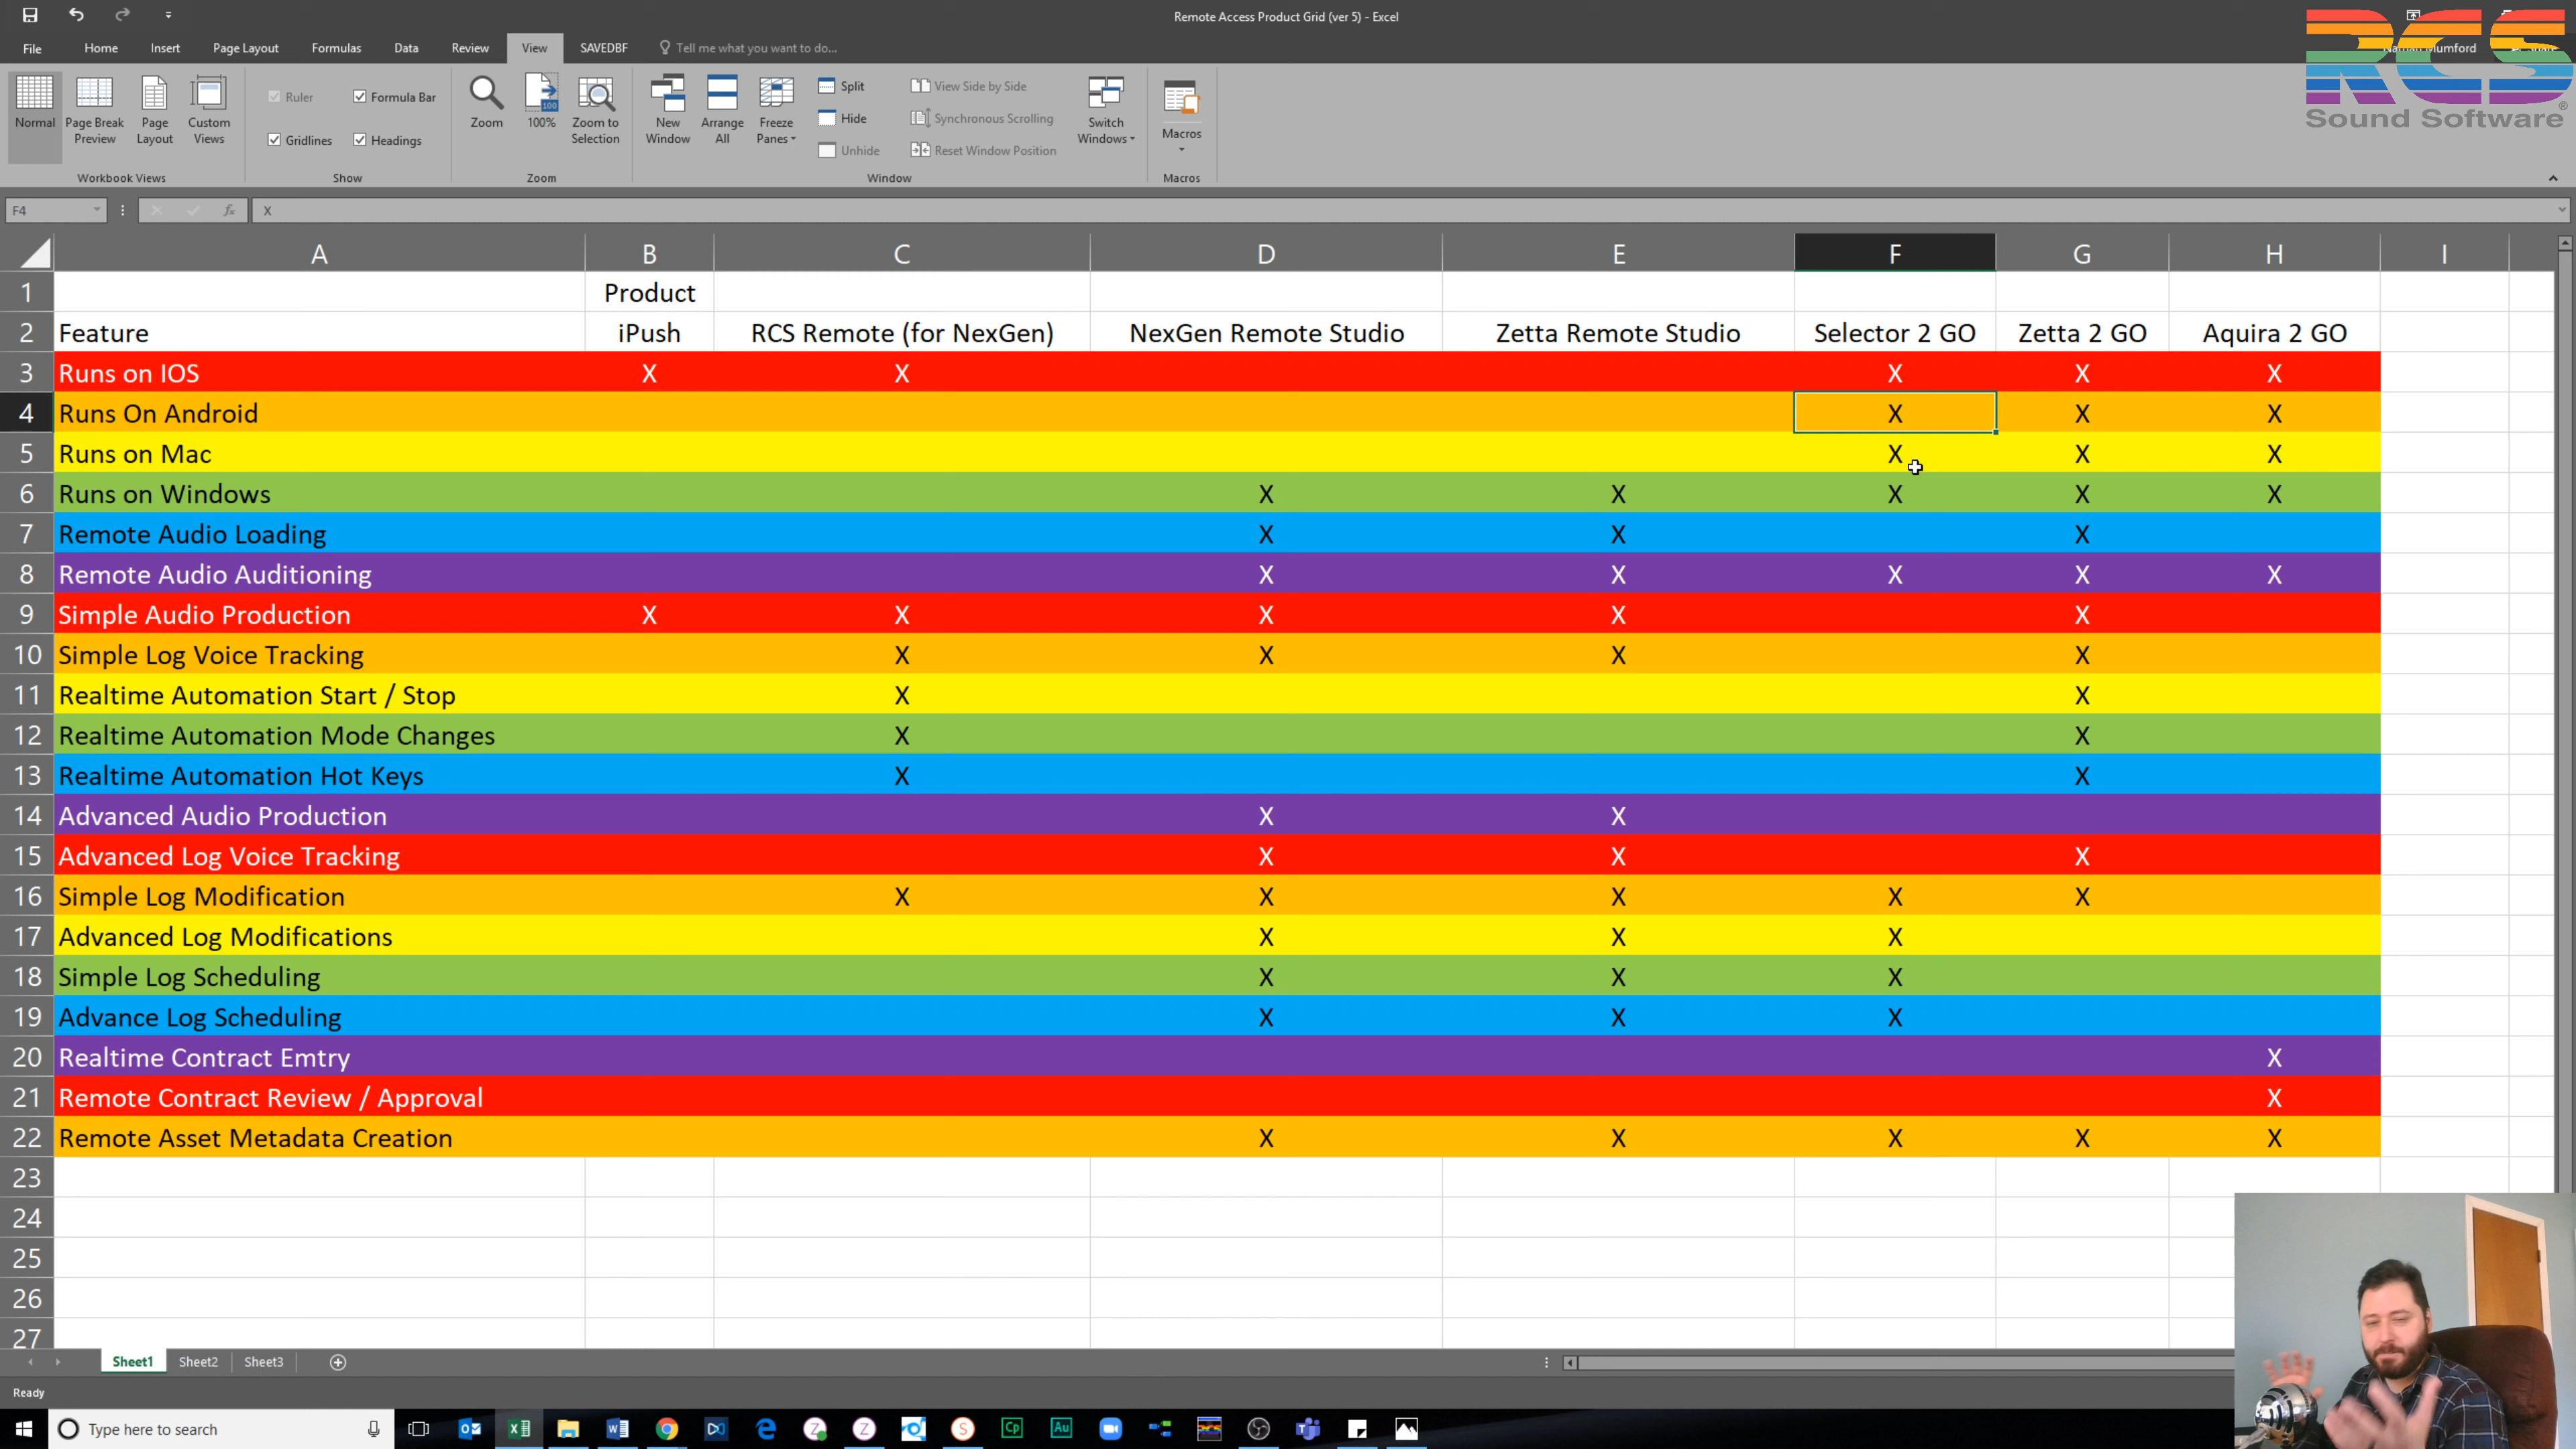 Remote Access Product Grid (ver 5) - Excel
File Home Insert Page Layout Formulas Data Review View SAVEDBF Tell me what you want to do... Mumford
RCS
Sound Software
Normal Page Break Preview Page Layout Custom Views
Workbook Views
Ruler Formula Bar
Gridlines Headings
Show
Zoom 100% Zoom to Selection
Zoom
New Window Arrange All Freeze Panes
Split
Hide
Unhide
View Side by Side
Synchronous Scrolling
Reset Window Position
Switch Windows
Window
Macros
Macros
F4 fx X
A B C D E F G H I
1 Product
2 Feature iPush RCS Remote (for NexGen) NexGen Remote Studio Zetta Remote Studio Selector 2 GO Zetta 2 GO Aquira 2 GO
3 Runs on IOS X X X X X
4 Runs On Android X X X
5 Runs on Mac X X X
6 Runs on Windows X X X X X
7 Remote Audio Loading X X X
8 Remote Audio Auditioning X X X X X
9 Simple Audio Production X X X X X
10 Simple Log Voice Tracking X X X X
11 Realtime Automation Start / Stop X X
12 Realtime Automation Mode Changes X X
13 Realtime Automation Hot Keys X X
14 Advanced Audio Production X X
15 Advanced Log Voice Tracking X X X
16 Simple Log Modification X X X X X
17 Advanced Log Modifications X X X
18 Simple Log Scheduling X X X
19 Advance Log Scheduling X X X
20 Realtime Contract Emtry X
21 Remote Contract Review / Approval X
22 Remote Asset Metadata Creation X X X X X
23
24
25
26
27
Sheet1 Sheet2 Sheet3
Ready
Type here to search